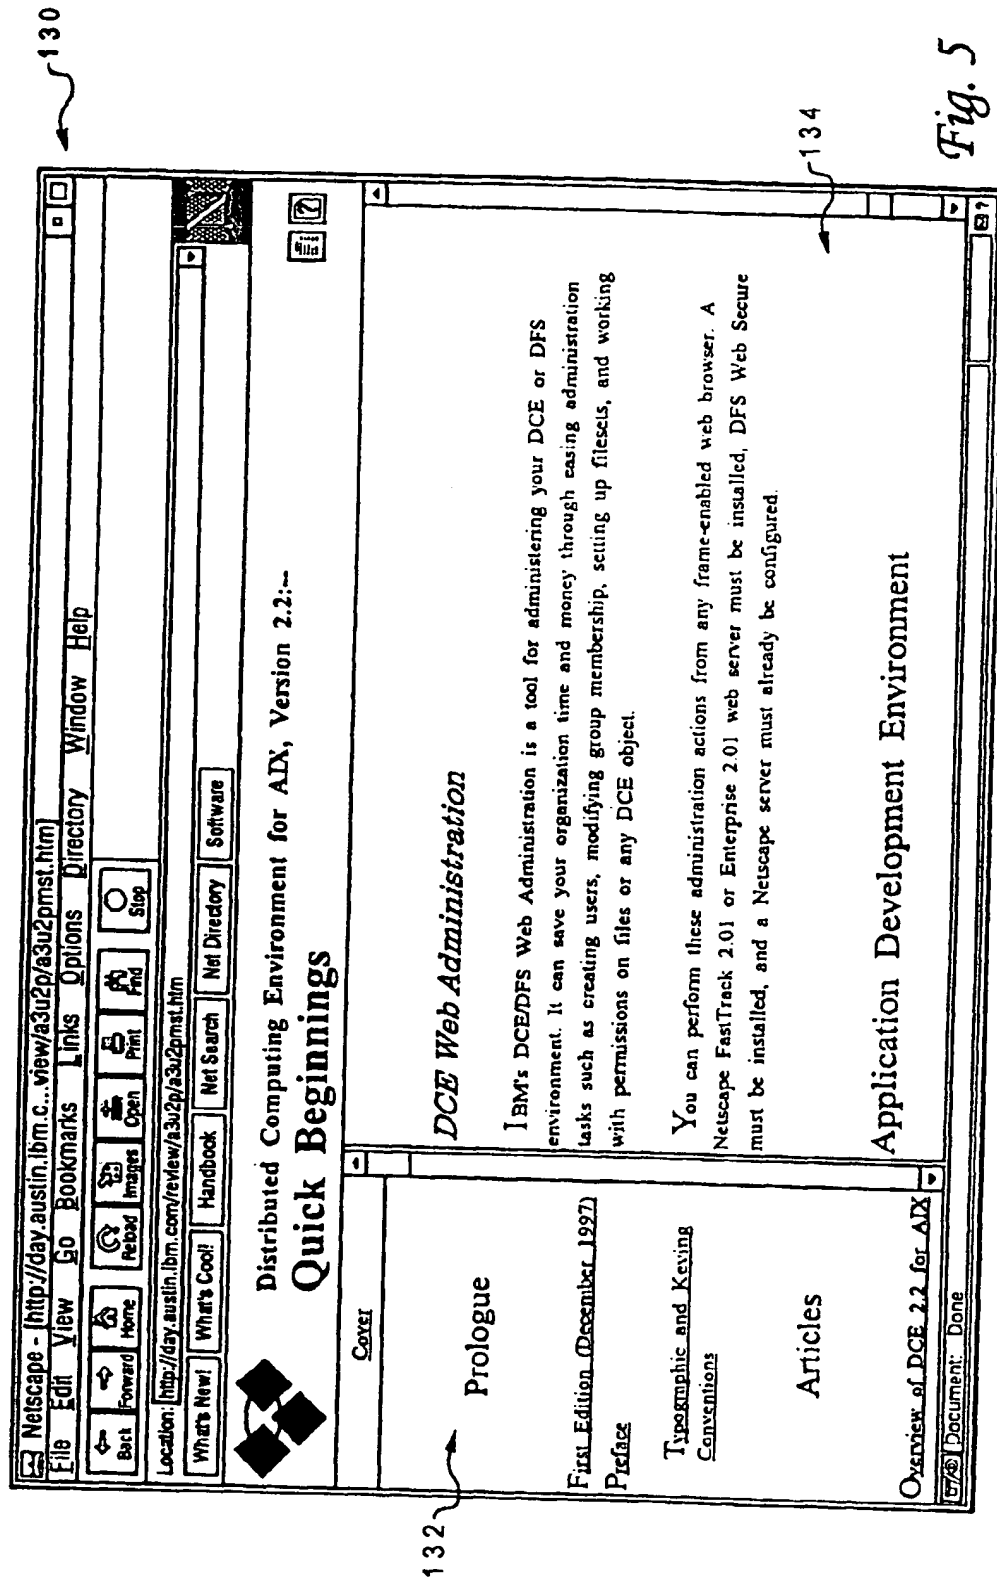 130
Netscape - [http://day.austin.ibm.c...view/a3u2p/a3u2pmst.htm]
File Edit View Go Bookmarks Links Options Directory Window Help
Back Forward Home Reload Images Open Print Find Stop
Location: http://day.austin.ibm.com/review/a3u2p/a3u2pmst.htm
What's New! What's Cool! Handbook Net Search Net Directory Software
Distributed Computing Environment for AIX, Version 2.2:--
Quick Beginnings
?
132
Cover
Prologue
First Edition (December 1997)
Preface
Typographic and Keying
Conventions
Articles
Overview of DCE 2.2 for AIX
DCE Web Administration
IBM's DCE/DFS Web Administration is a tool for administering your DCE or DFS
environment. It can save your organization time and money through easing administration
tasks such as creating users, modifying group membership, setting up filesets, and working
with permissions on files or any DCE object.
You can perform these administration actions from any frame-enabled web browser. A
Netscape FastTrack 2.01 or Enterprise 2.01 web server must be installed, DFS Web Secure
must be installed, and a Netscape server must already be configured.
Application Development Environment
134
Document: Done
?
Fig. 5